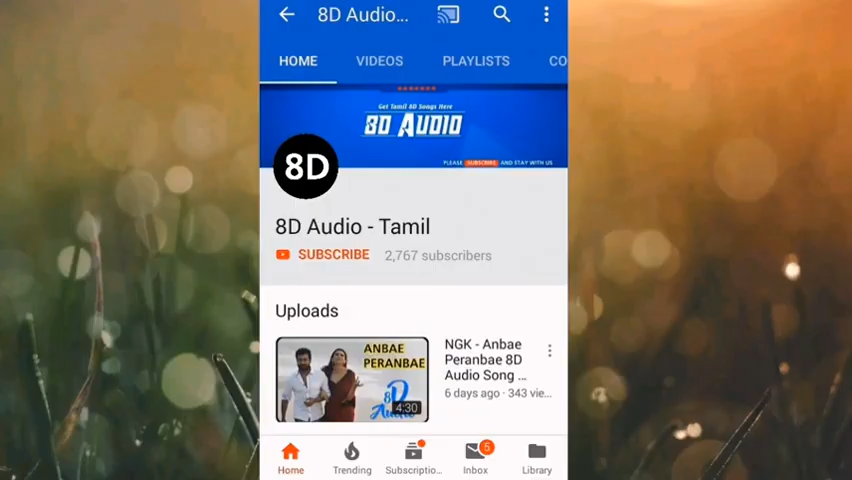 8D Audio...
HOME VIDEOS PLAYLISTS CO
Get Tamil 8D Songs Here
8D AUDIO
PLEASE SUBSCRIBE AND STAY WITH US
8D
8D Audio - Tamil
SUBSCRIBE 2,767 subscribers
Uploads
ANBAE
PERANBAE
8D
Audio
4:30
NGK - Anbae
Peranbae 8D
Audio Song ...
6 days ago · 343 vie...
5
Home Trending Subscriptio... Inbox Library